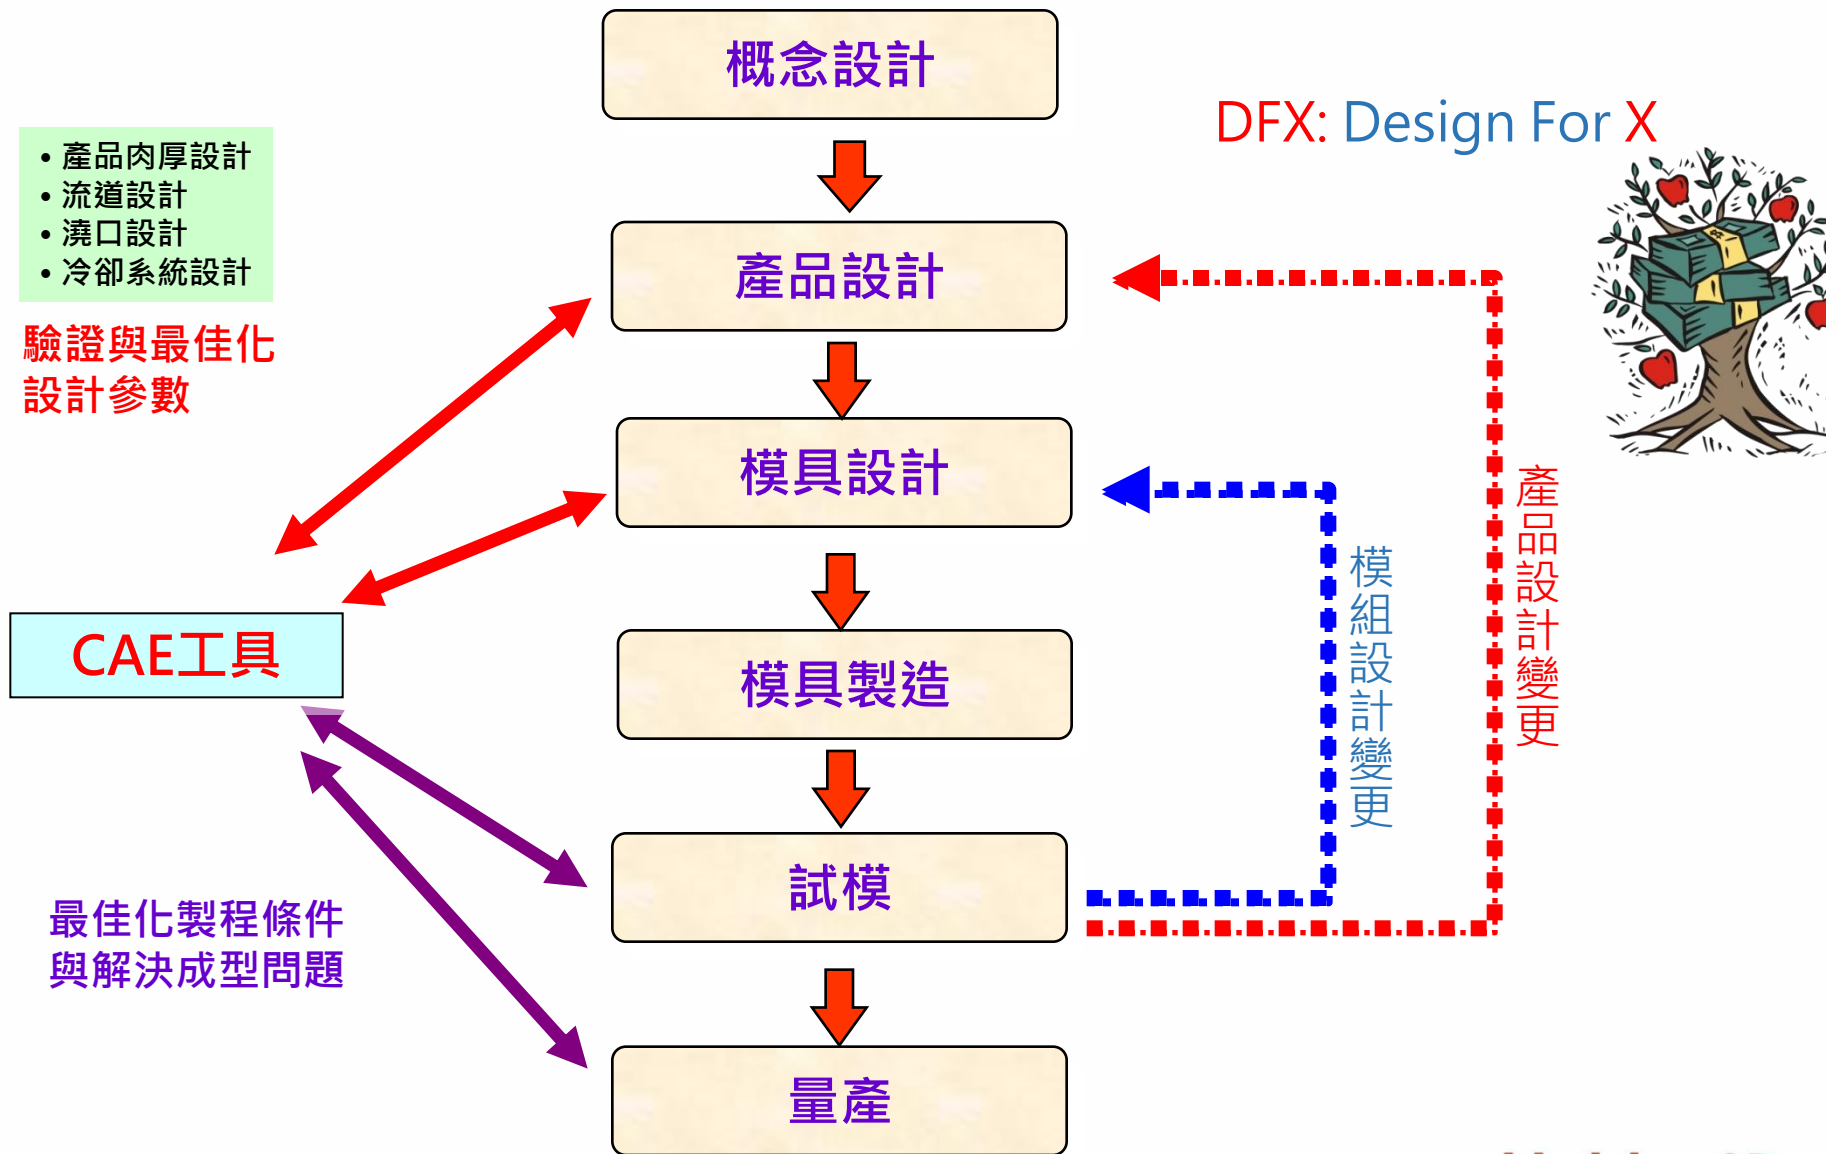 概念設計
DFX: Design For X
• 產品肉厚設計
• 流道設計
• 澆口設計
• 冷卻系統設計
產品設計
驗證與最佳化
設計參數
模具設計
產品設計變更
模組設計變更
CAE工具
模具製造
試模
最佳化製程條件
與解決成型問題
量產